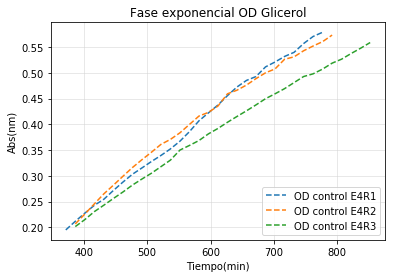 Fase exponencial OD Glicerol
Abs(nm)
0.55
0.50
0.45
0.40
0.35
0.30
0.25
0.20
OD control E4R1
OD control E4R2
OD control E4R3
400 500 600 700 800
Tiempo(min)